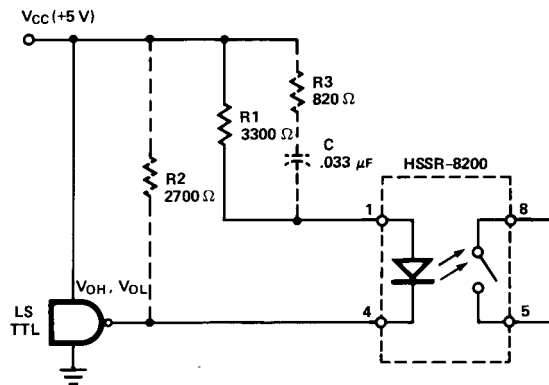 VCC (+5 V)
R3
820 Ω
R1
3300 Ω
C
.033 µF
HSSR-8200
R2
2700 Ω
1
8
VOH, VOL
LS
TTL
4
5